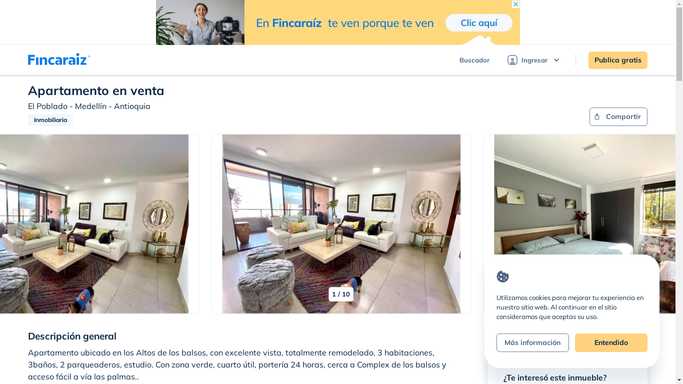 En Fincaraíz te ven porque te ven
Clic aquí
Fincaraiz
Buscador
Ingresar
Publica gratis
Apartamento en venta
El Poblado - Medellín - Antioquia
Inmobiliaria
Compartir
1 / 10
Utilizamos cookies para mejorar tu experiencia en
nuestro sitio web. Al continuar en el sitio
consideramos que aceptas su uso.
Más información
Entendido
Descripción general
Apartamento ubicado en los Altos de los balsos, con excelente vista, totalmente remodelado. 3 habitaciones,
3baños, 2 parqueaderos, estudio. Con zona verde, cuarto útil, portería 24 horas, cerca a Complex de los balsos y
acceso fácil a vía las palmas..
¿Te interesó este inmueble?